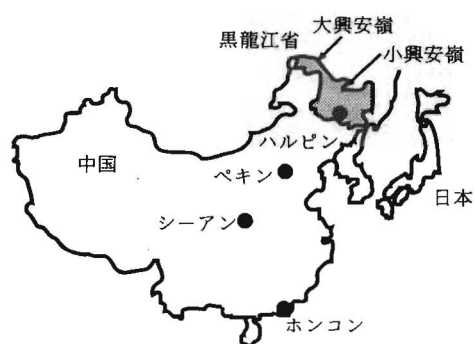 大興安嶺
黒龍江省
小興安嶺
ハルピン
中国
ペキン
日本
シーアン
ホンコン